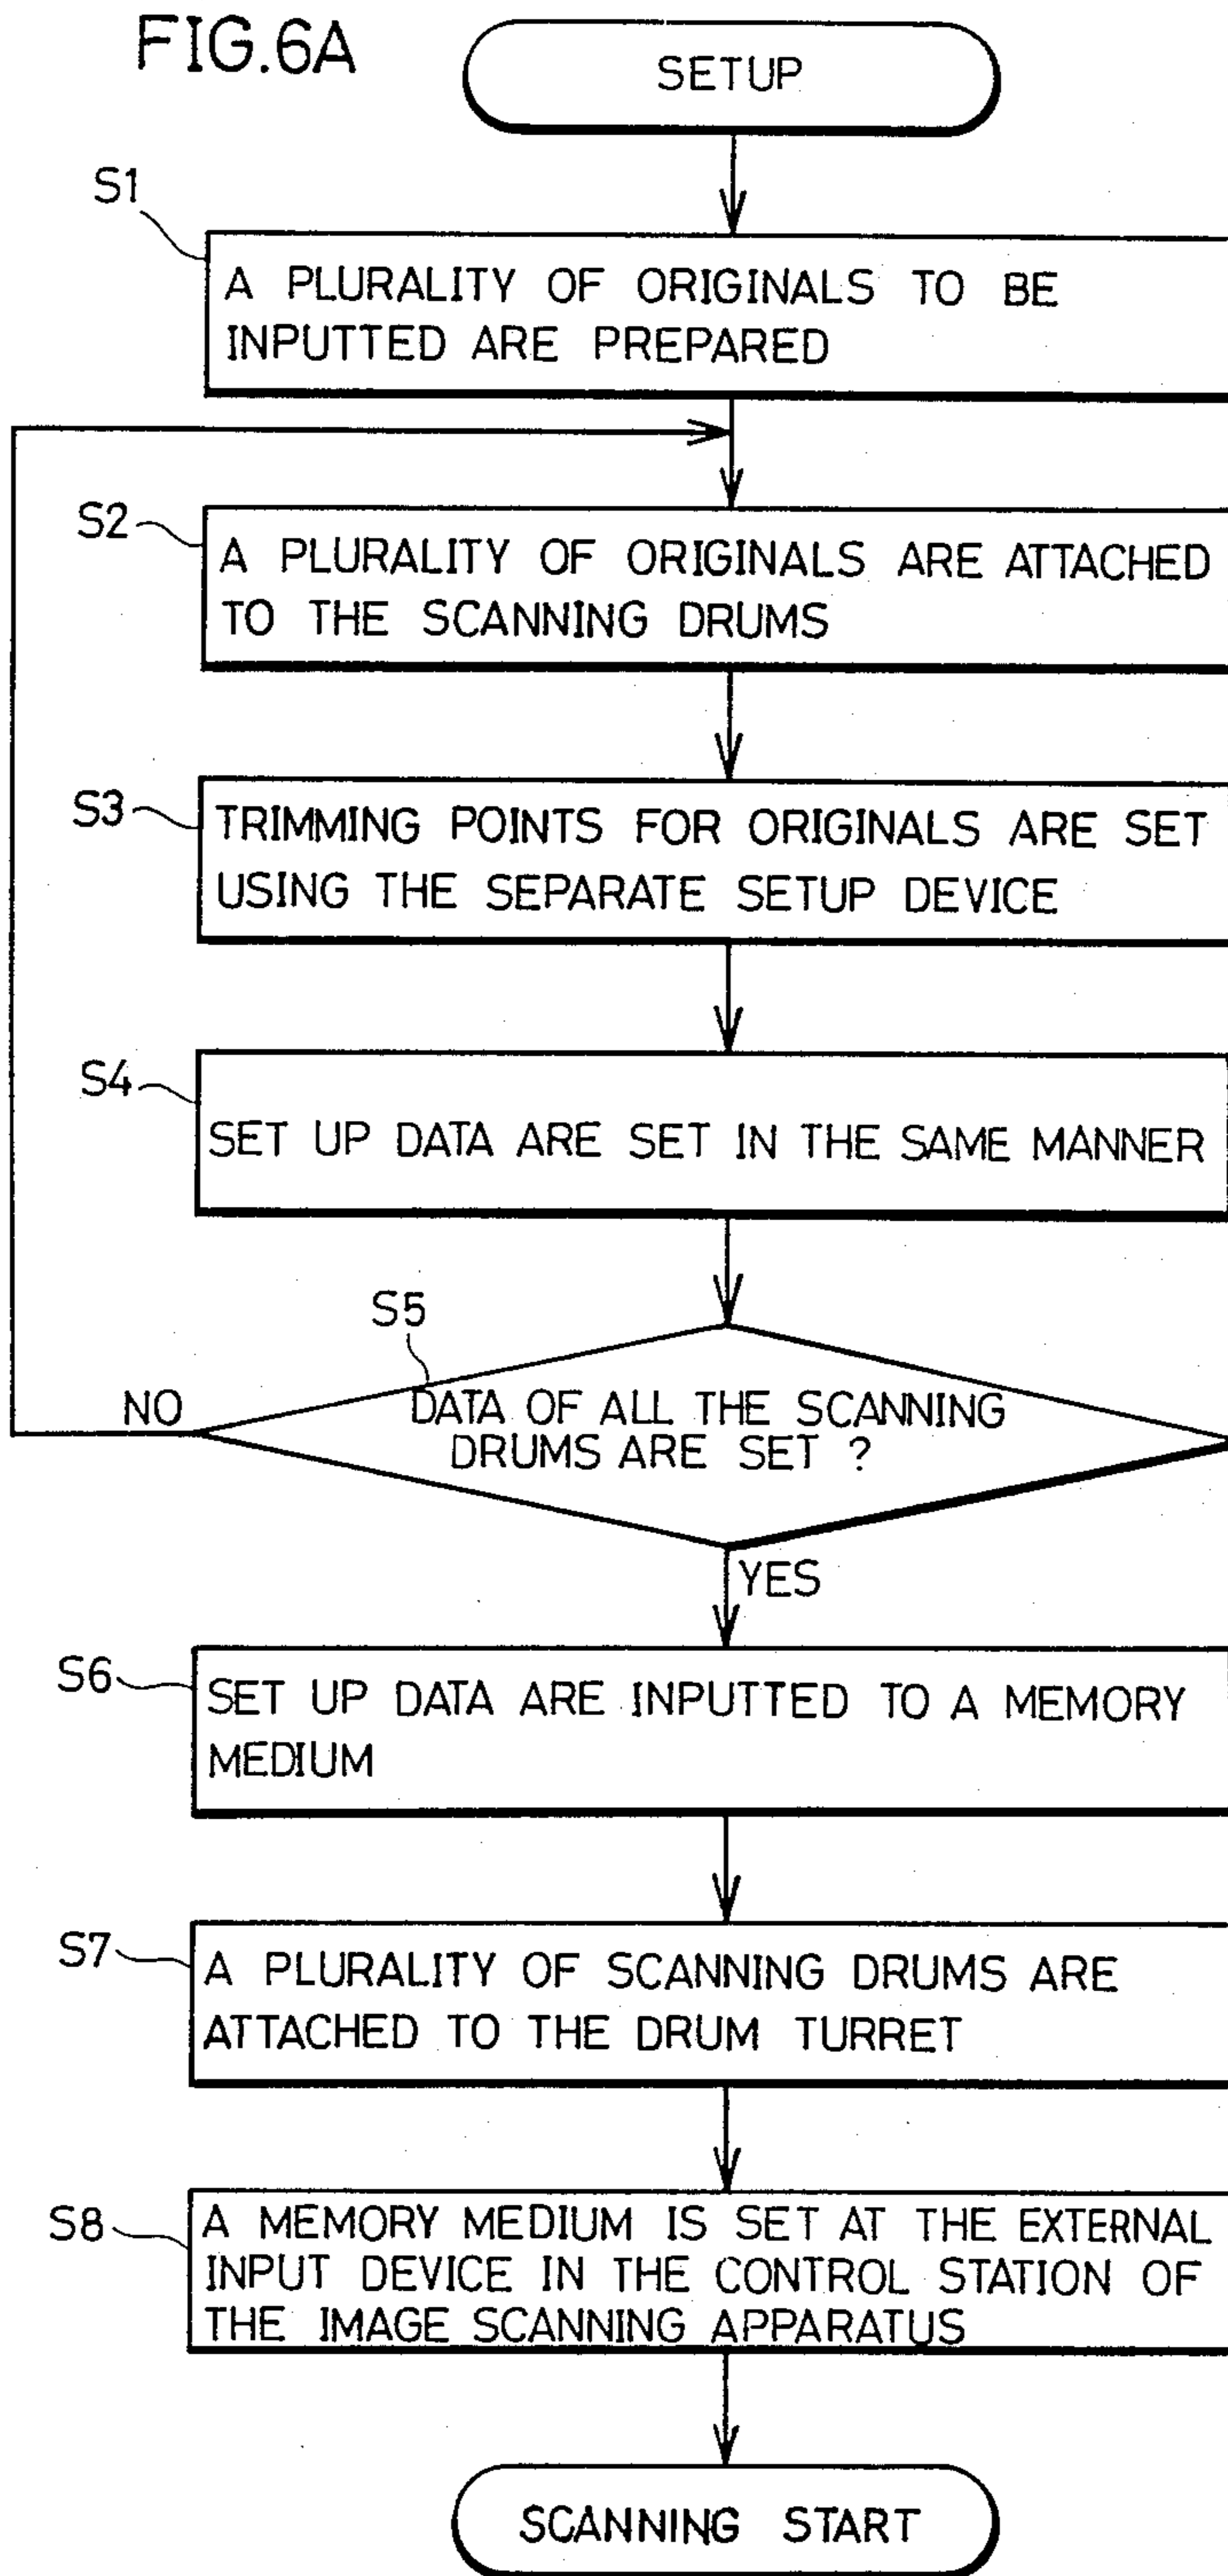 FIG.6A
SETUP
S1
A PLURALITY OF ORIGINALS TO BE
INPUTTED ARE PREPARED
S2
A PLURALITY OF ORIGINALS ARE ATTACHED
TO THE SCANNING DRUMS
S3
TRIMMING POINTS FOR ORIGINALS ARE SET
USING THE SEPARATE SETUP DEVICE
S4
SET UP DATA ARE SET IN THE SAME MANNER
S5
NO
DATA OF ALL THE SCANNING
DRUMS ARE SET ?
YES
S6
SET UP DATA ARE INPUTTED TO A MEMORY
MEDIUM
S7
A PLURALITY OF SCANNING DRUMS ARE
ATTACHED TO THE DRUM TURRET
S8
A MEMORY MEDIUM IS SET AT THE EXTERNAL
INPUT DEVICE IN THE CONTROL STATION OF
THE IMAGE SCANNING APPARATUS
SCANNING START